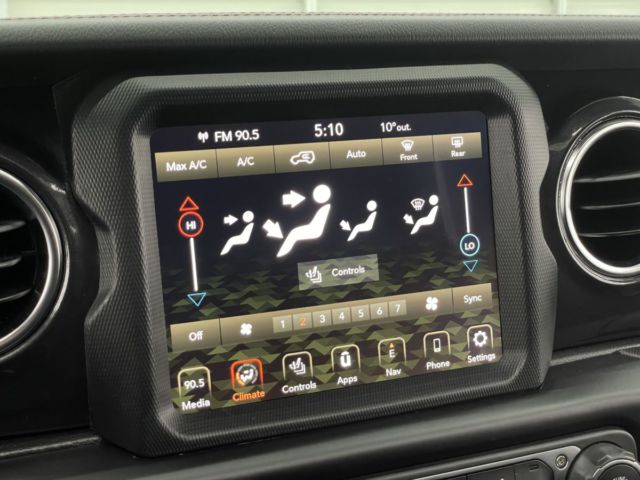 FM 90.5 5:10 10°out.
Max A/C A/C Auto Front Rear
HI LO
Controls
Off 1 2 3 4 5 6 7 Sync
90.5 E
Media Climate Controls Apps Nav Phone Settings